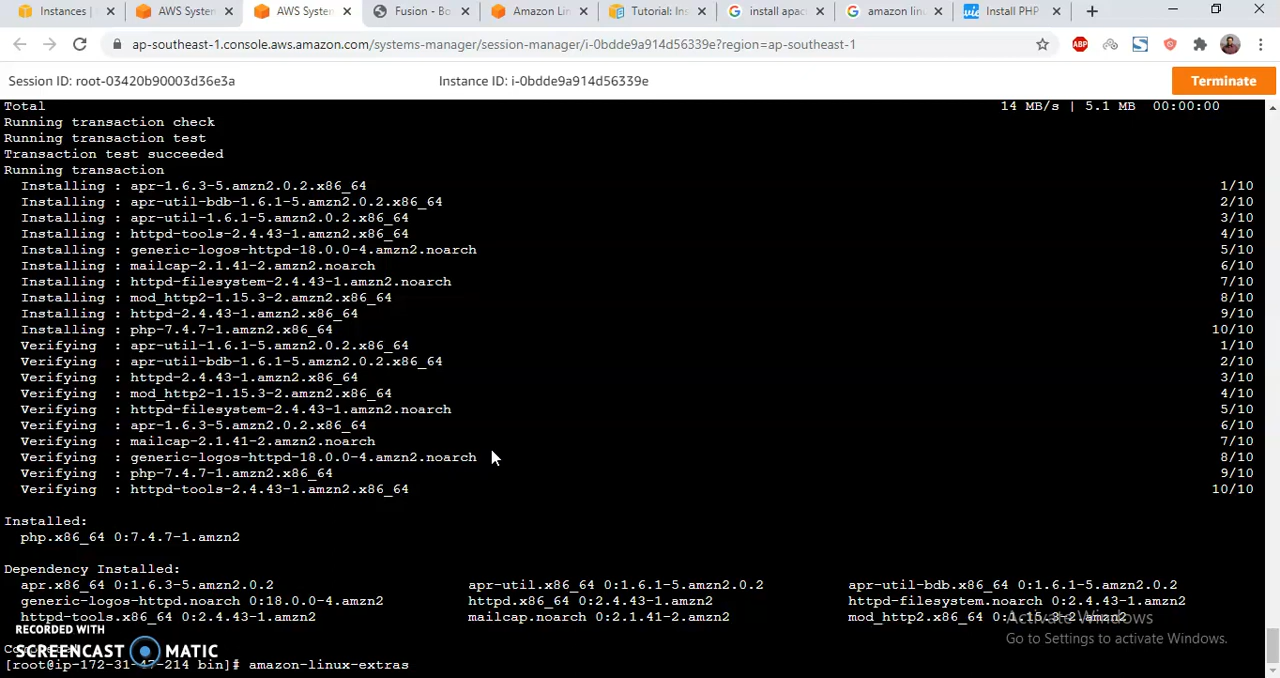 Instances |
AWS System
AWS System
Fusion - Bo
Amazon Lin
Tutorial: Ins
install apac
amazon linu
Install PHP
ap-southeast-1.console.aws.amazon.com/systems-manager/session-manager/i-0bdde9a914d56339e?region=ap-southeast-1
ABP
Session ID: root-03420b90003d36e3a
Instance ID: i-0bdde9a914d56339e
Terminate
Total 14 MB/s | 5.1 MB 00:00:00
Running transaction check
Running transaction test
Transaction test succeeded
Running transaction
Installing : apr-1.6.3-5.amzn2.0.2.x86_64 1/10
Installing : apr-util-bdb-1.6.1-5.amzn2.0.2.x86_64 2/10
Installing : apr-util-1.6.1-5.amzn2.0.2.x86_64 3/10
Installing : httpd-tools-2.4.43-1.amzn2.x86_64 4/10
Installing : generic-logos-httpd-18.0.0-4.amzn2.noarch 5/10
Installing : mailcap-2.1.41-2.amzn2.noarch 6/10
Installing : httpd-filesystem-2.4.43-1.amzn2.noarch 7/10
Installing : mod_http2-1.15.3-2.amzn2.x86_64 8/10
Installing : httpd-2.4.43-1.amzn2.x86_64 9/10
Installing : php-7.4.7-1.amzn2.x86_64 10/10
Verifying : apr-util-1.6.1-5.amzn2.0.2.x86_64 1/10
Verifying : apr-util-bdb-1.6.1-5.amzn2.0.2.x86_64 2/10
Verifying : httpd-2.4.43-1.amzn2.x86_64 3/10
Verifying : mod_http2-1.15.3-2.amzn2.x86_64 4/10
Verifying : httpd-filesystem-2.4.43-1.amzn2.noarch 5/10
Verifying : apr-1.6.3-5.amzn2.0.2.x86_64 6/10
Verifying : mailcap-2.1.41-2.amzn2.noarch 7/10
Verifying : generic-logos-httpd-18.0.0-4.amzn2.noarch 8/10
Verifying : php-7.4.7-1.amzn2.x86_64 9/10
Verifying : httpd-tools-2.4.43-1.amzn2.x86_64 10/10
Installed:
php.x86_64 0:7.4.7-1.amzn2
Dependency Installed:
apr.x86_64 0:1.6.3-5.amzn2.0.2 apr-util.x86_64 0:1.6.1-5.amzn2.0.2 apr-util-bdb.x86_64 0:1.6.1-5.amzn2.0.2
generic-logos-httpd.noarch 0:18.0.0-4.amzn2 httpd.x86_64 0:2.4.43-1.amzn2 httpd-filesystem.noarch 0:2.4.43-1.amzn2
httpd-tools.x86_64 0:2.4.43-1.amzn2 mailcap.noarch 0:2.1.41-2.amzn2 mod_http2.x86_64 0:1.15.3-2.amzn2
Activate Windows
Go to Settings to activate Windows.
RECORDED WITH
SCREENCAST MATIC
[root@ip-172-31-47-214 bin]# amazon-linux-extras